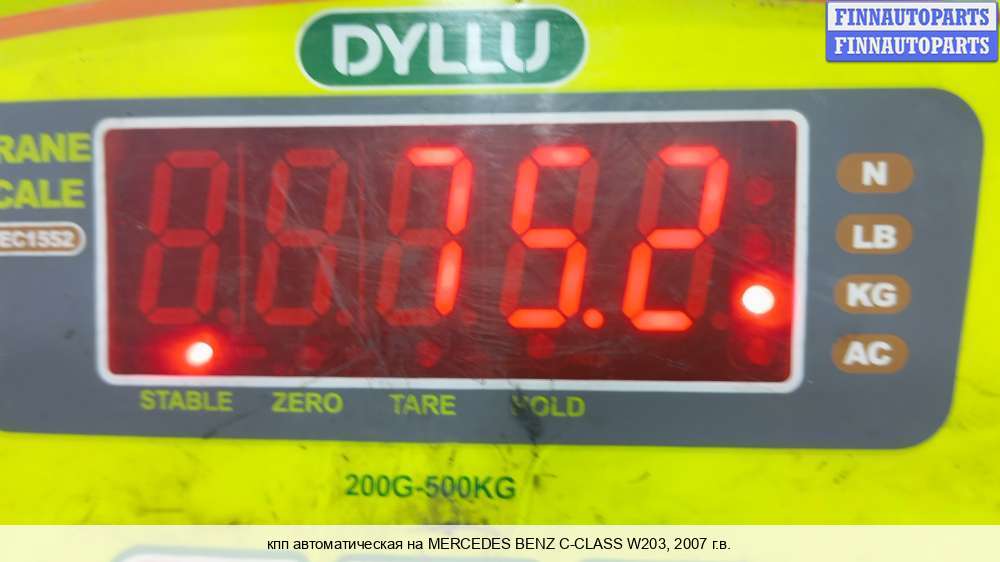 FINNAUTOPARTS
FINNAUTOPARTS
DYLLU
RANE
CALE
EC1552
75.2
N
LB
KG
AC
STABLE ZERO TARE HOLD
200G-500KG
кпп автоматическая на MERCEDES BENZ C-CLASS W203, 2007 г.в.